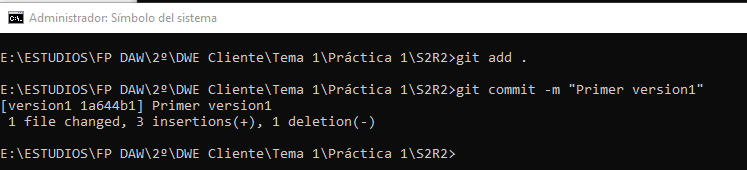 Administrador: Símbolo del sistema
E:\ESTUDIOS\FP DAW\2º\DWE Cliente\Tema 1\Práctica 1\S2R2>git add .
E:\ESTUDIOS\FP DAW\2º\DWE Cliente\Tema 1\Práctica 1\S2R2>git commit -m "Primer version1"
[version1 1a644b1] Primer version1
 1 file changed, 3 insertions(+), 1 deletion(-)
E:\ESTUDIOS\FP DAW\2º\DWE Cliente\Tema 1\Práctica 1\S2R2>